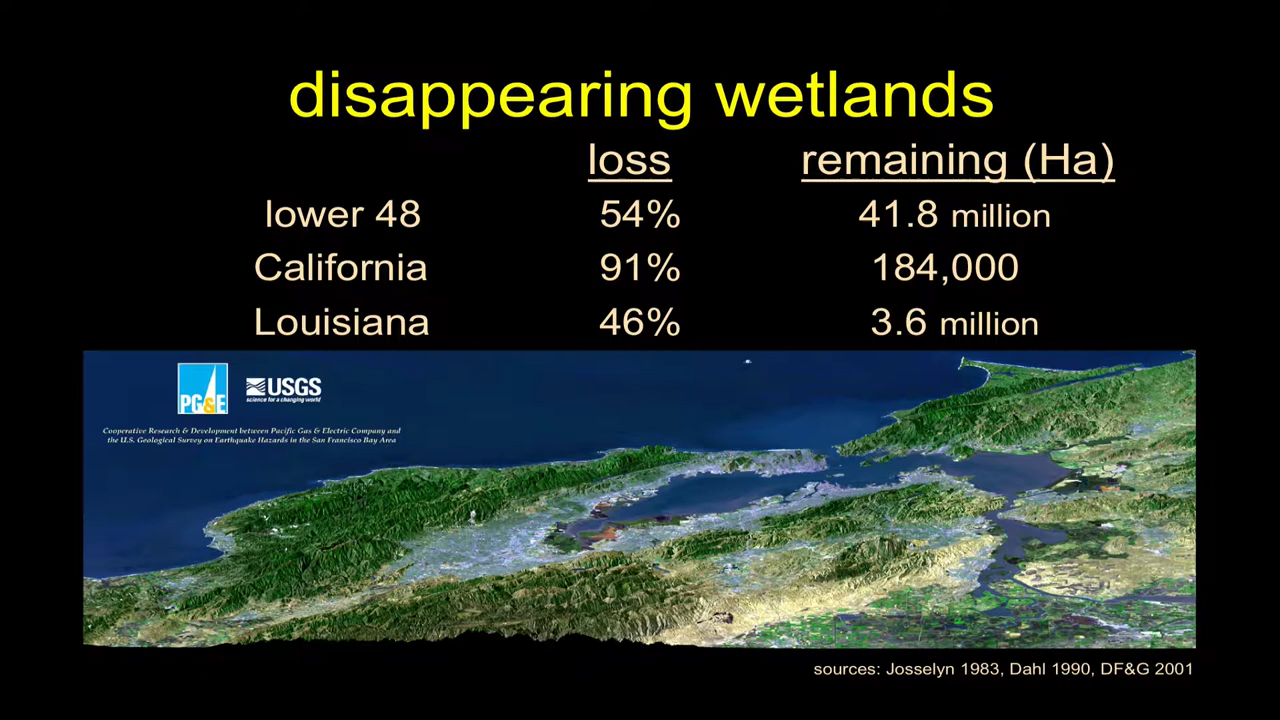 disappearing wetlands
loss remaining (Ha)
lower 48 54% 41.8 million
California 91% 184,000
Louisiana 46% 3.6 million
PG&E USGS
science for a changing world
Cooperative Research & Development between Pacific Gas & Electric Company and
the U.S. Geological Survey on Earthquake Hazards in the San Francisco Bay Area
sources: Josselyn 1983, Dahl 1990, DF&G 2001